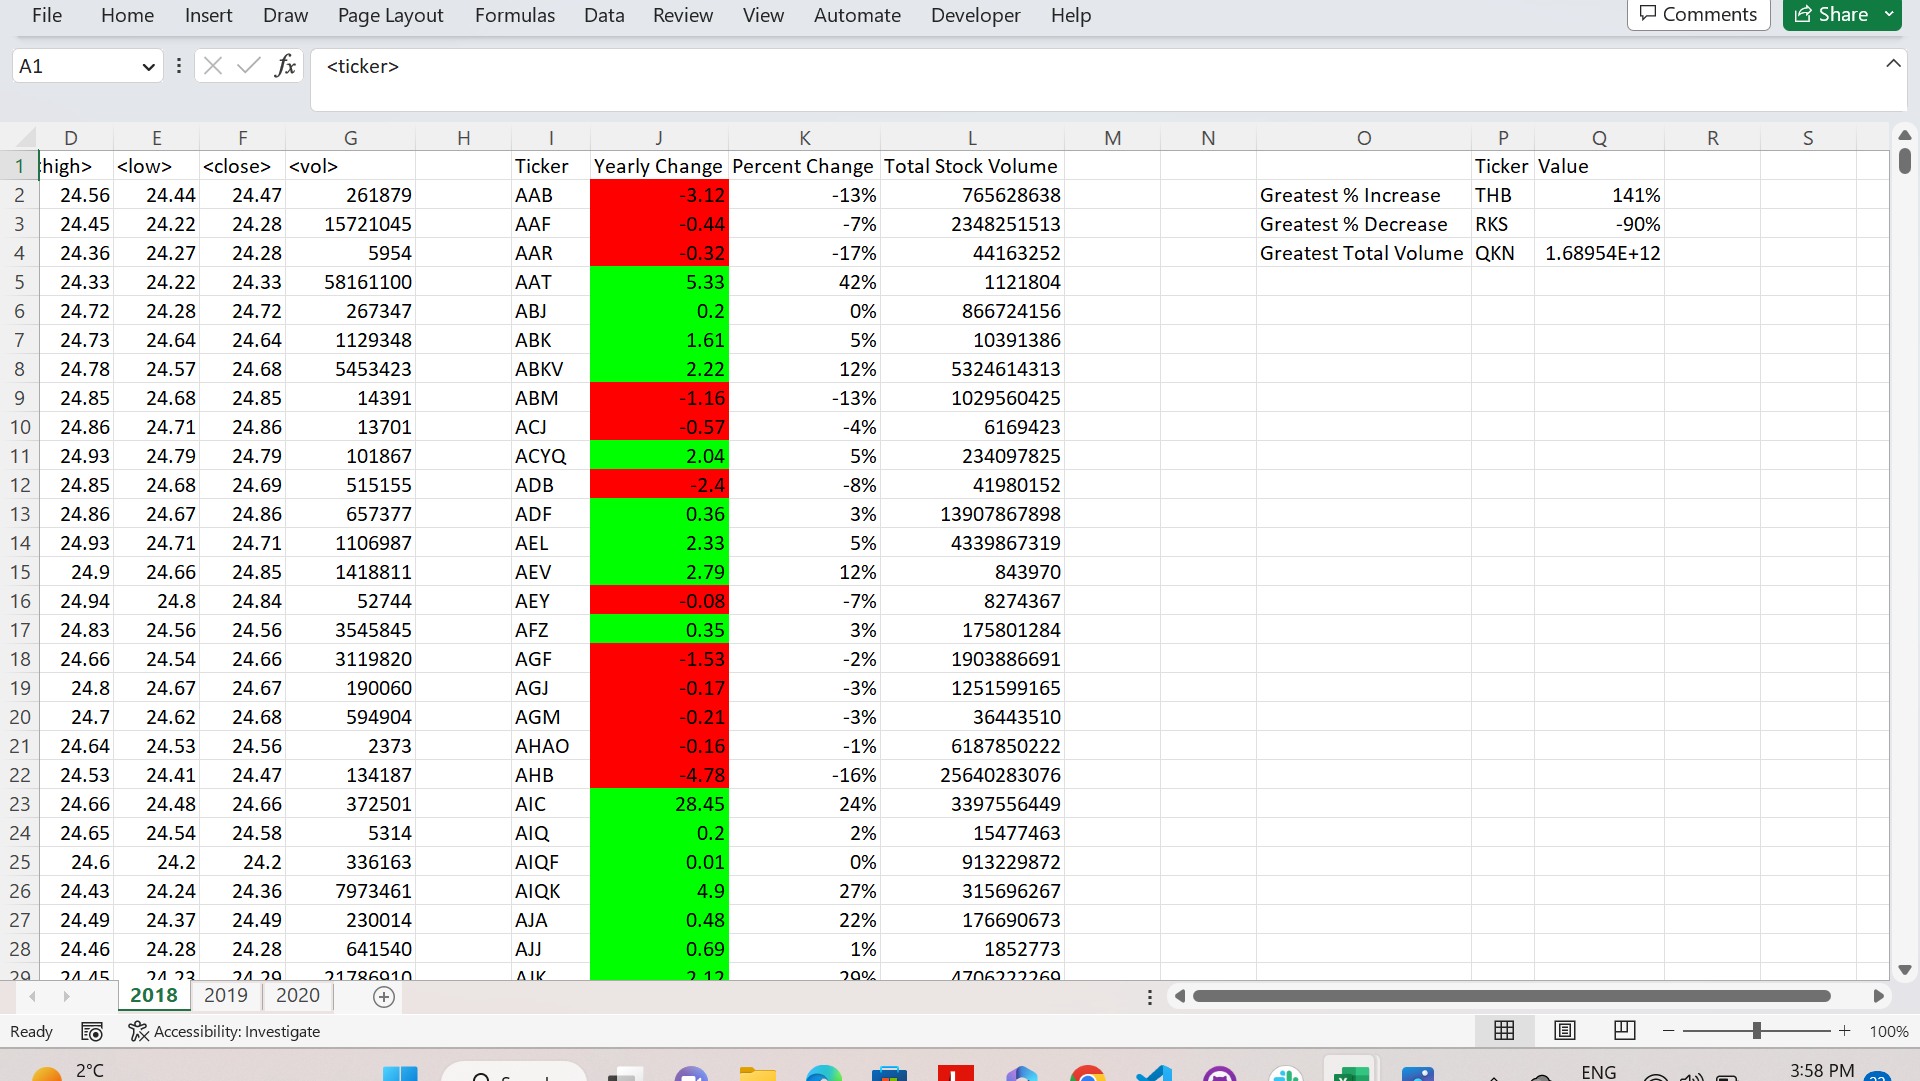 File Home Insert Draw Page Layout Formulas Data Review View Automate Developer Help Comments Share
A1 fx <ticker>
D E F G H I J K L M N O P Q R S
1 high> <low> <close> <vol> Ticker Yearly Change Percent Change Total Stock Volume Ticker Value
2 24.56 24.44 24.47 261879 AAB -3.12 -13% 765628638 Greatest % Increase THB 141%
3 24.45 24.22 24.28 15721045 AAF -0.44 -7% 2348251513 Greatest % Decrease RKS -90%
4 24.36 24.27 24.28 5954 AAR -0.32 -17% 44163252 Greatest Total Volume QKN 1.68954E+12
5 24.33 24.22 24.33 58161100 AAT 5.33 42% 1121804
6 24.72 24.28 24.72 267347 ABJ 0.2 0% 866724156
7 24.73 24.64 24.64 1129348 ABK 1.61 5% 10391386
8 24.78 24.57 24.68 5453423 ABKV 2.22 12% 5324614313
9 24.85 24.68 24.85 14391 ABM -1.16 -13% 1029560425
10 24.86 24.71 24.86 13701 ACJ -0.57 -4% 6169423
11 24.93 24.79 24.79 101867 ACYQ 2.04 5% 234097825
12 24.85 24.68 24.69 515155 ADB -2.4 -8% 41980152
13 24.86 24.67 24.86 657377 ADF 0.36 3% 13907867898
14 24.93 24.71 24.71 1106987 AEL 2.33 5% 4339867319
15 24.9 24.66 24.85 1418811 AEV 2.79 12% 843970
16 24.94 24.8 24.84 52744 AEY -0.08 -7% 8274367
17 24.83 24.56 24.56 3545845 AFZ 0.35 3% 175801284
18 24.66 24.54 24.66 3119820 AGF -1.53 -2% 1903886691
19 24.8 24.67 24.67 190060 AGJ -0.17 -3% 1251599165
20 24.7 24.62 24.68 594904 AGM -0.21 -3% 36443510
21 24.64 24.53 24.56 2373 AHAO -0.16 -1% 6187850222
22 24.53 24.41 24.47 134187 AHB -4.78 -16% 25640283076
23 24.66 24.48 24.66 372501 AIC 28.45 24% 3397556449
24 24.65 24.54 24.58 5314 AIQ 0.2 2% 15477463
25 24.6 24.2 24.2 336163 AIQF 0.01 0% 913229872
26 24.43 24.24 24.36 7973461 AIQK 4.9 27% 315696267
27 24.49 24.37 24.49 230014 AJA 0.48 22% 176690673
28 24.46 24.28 24.28 641540 AJJ 0.69 1% 1852773
29 24.45 24.23 24.29 21786910 AJK 2.12 29% 4706222269
2018 2019 2020
Ready Accessibility: Investigate 100%
2°C ENG 3:58 PM